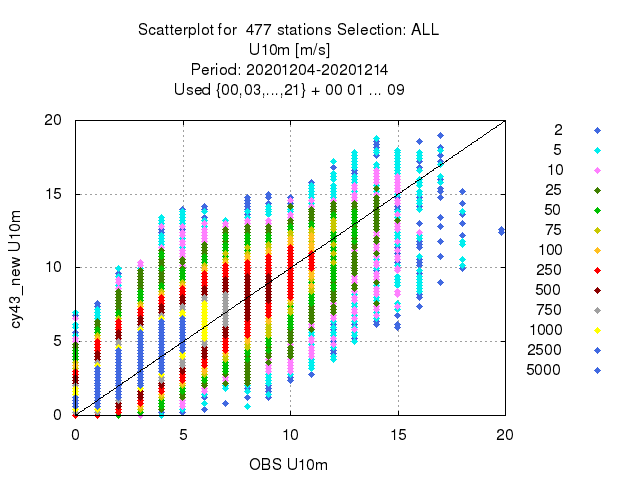 Scatterplot for 477 stations Selection: ALL
U10m [m/s]
Period: 20201204-20201214
Used {00,03,...,21} + 00 01 ... 09
cy43_new U10m
20
15
10
5
0
0 5 10 15 20
OBS U10m
2
5
10
25
50
75
100
250
500
750
1000
2500
5000